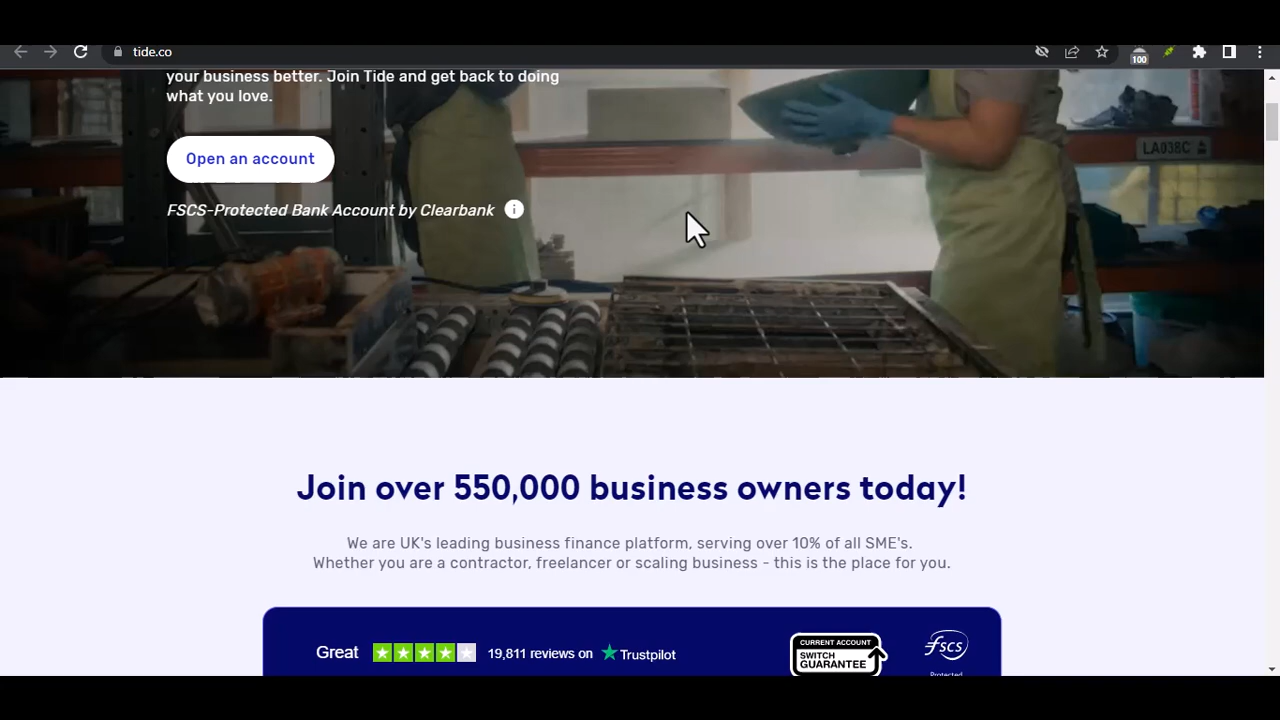 tide.co
100
your business better. Join Tide and get back to doing
what you love.
LA038C
Open an account
FSCS-Protected Bank Account by Clearbank
Join over 550,000 business owners today!
We are UK's leading business finance platform, serving over 10% of all SME's.
Whether you are a contractor, freelancer or scaling business - this is the place for you.
Great 19,811 reviews on Trustpilot
CURRENT ACCOUNT
SWITCH
GUARANTEE
fscs
Protected